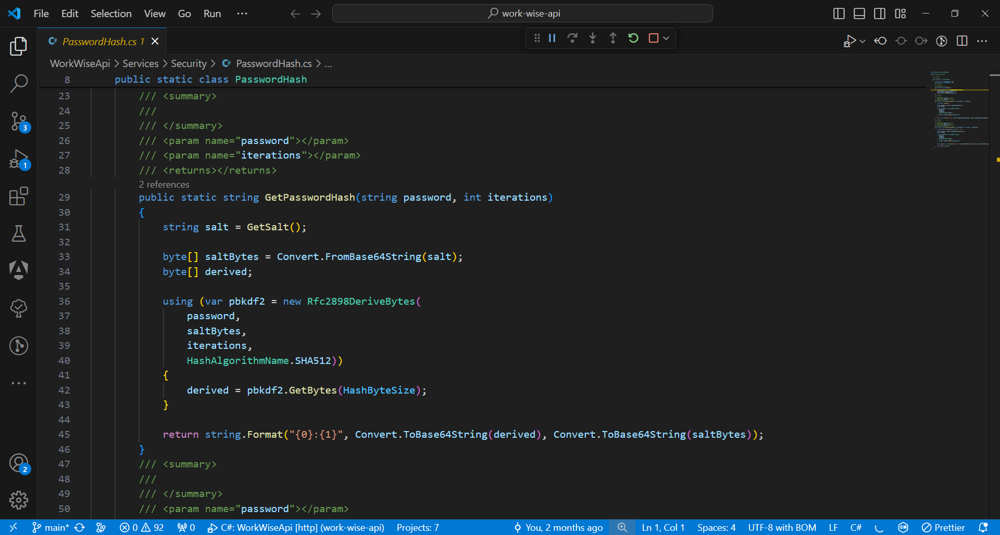 File Edit Selection View Go Run ··· work-wise-api
C# PasswordHash.cs 1
WorkWiseApi > Services > Security > C# PasswordHash.cs > ...
8 public static class PasswordHash
23 /// <summary>
24 ///
25 /// </summary>
26 /// <param name="password"></param>
27 /// <param name="iterations"></param>
28 /// <returns></returns>
2 references
29 public static string GetPasswordHash(string password, int iterations)
30 {
31 string salt = GetSalt();
32
33 byte[] saltBytes = Convert.FromBase64String(salt);
34 byte[] derived;
35
36 using (var pbkdf2 = new Rfc2898DeriveBytes(
37 password,
38 saltBytes,
39 iterations,
40 HashAlgorithmName.SHA512))
41 {
42 derived = pbkdf2.GetBytes(HashByteSize);
43 }
44
45 return string.Format("{0}:{1}", Convert.ToBase64String(derived), Convert.ToBase64String(saltBytes));
46 }
47 /// <summary>
48 ///
49 /// </summary>
50 /// <param name="password"></param>
3
1
2
main* 0 92 0 C#: WorkWiseApi [http] (work-wise-api) Projects: 7 You, 2 months ago Ln 1, Col 1 Spaces: 4 UTF-8 with BOM LF C# Prettier